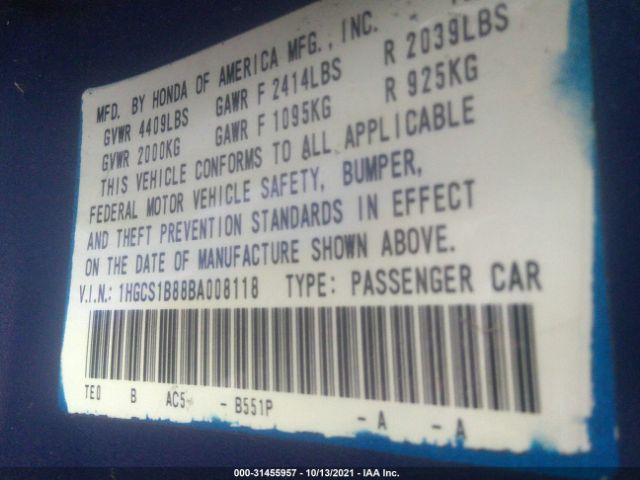 MFD. BY HONDA OF AMERICA MFG., INC.
GVWR 4409LBS GAWR F 2414LBS R 2039LBS
GVWR 2000KG GAWR F 1095KG R 925KG
THIS VEHICLE CONFORMS TO ALL APPLICABLE
FEDERAL MOTOR VEHICLE SAFETY, BUMPER,
AND THEFT PREVENTION STANDARDS IN EFFECT
ON THE DATE OF MANUFACTURE SHOWN ABOVE.
V.I.N.: 1HGCS1B86BA008118 TYPE: PASSENGER CAR
TE0 B AC5 - B551P - A - A
000-31455957 - 10/13/2021 - IAA Inc.